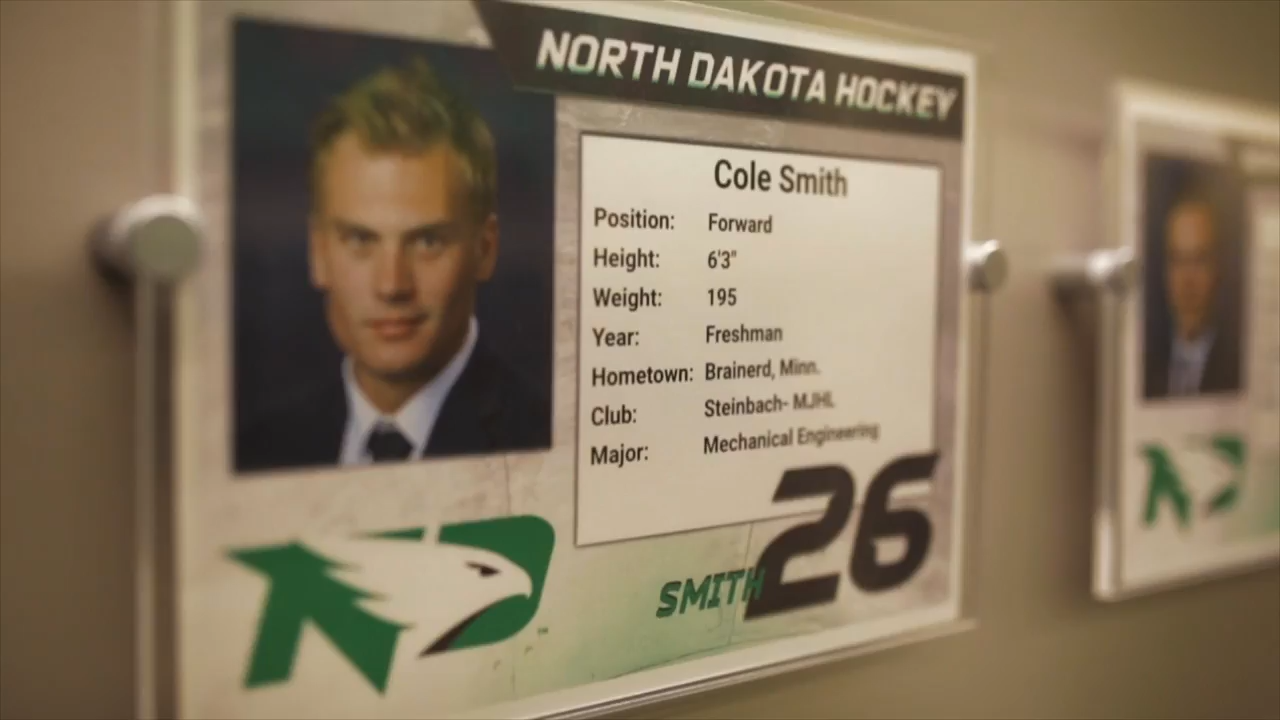 NORTH DAKOTA HOCKEY
Cole Smith
Position: Forward
Height: 6'3"
Weight: 195
Year: Freshman
Hometown: Brainerd, Minn.
Club: Steinbach- MJHL
Major: Mechanical Engineering
SMITH 26
ND